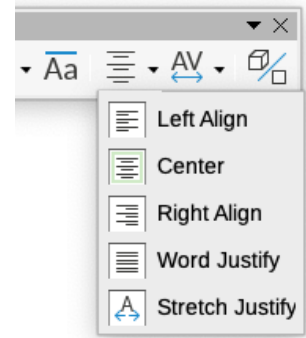 Aa AV
Left Align
Center
Right Align
Word Justify
A Stretch Justify